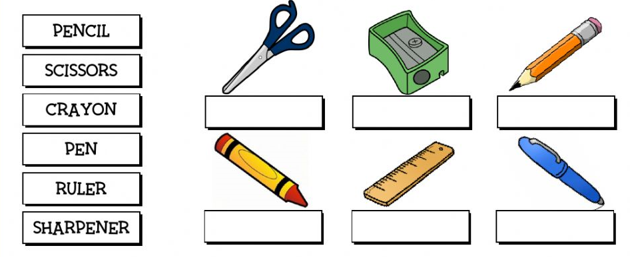 PENCIL
SCISSORS
CRAYON
PEN
RULER
SHARPENER